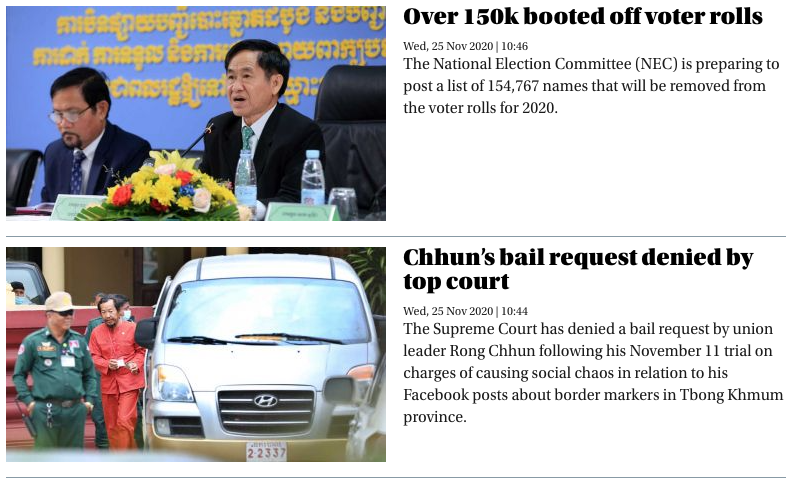 Over 150k booted off voter rolls
Wed, 25 Nov 2020 | 10:46
The National Election Committee (NEC) is preparing to
post a list of 154,767 names that will be removed from
the voter rolls for 2020.
Chhun’s bail request denied by
top court
Wed, 25 Nov 2020 | 10:44
The Supreme Court has denied a bail request by union
leader Rong Chhun following his November 11 trial on
charges of causing social chaos in relation to his
Facebook posts about border markers in Tbong Khmum
province.
2·2337